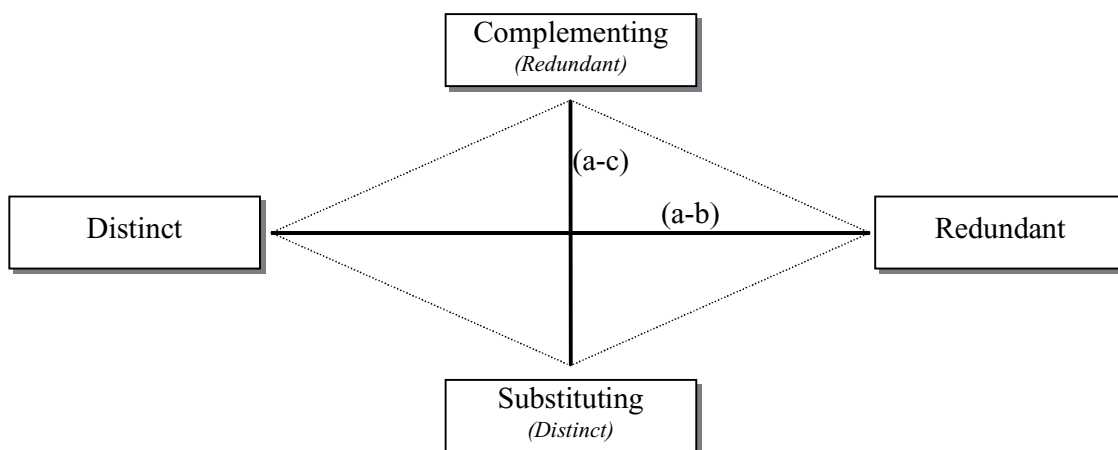 Complementing
(Redundant)
(a-c)
(a-b)
Distinct
Redundant
Substituting
(Distinct)